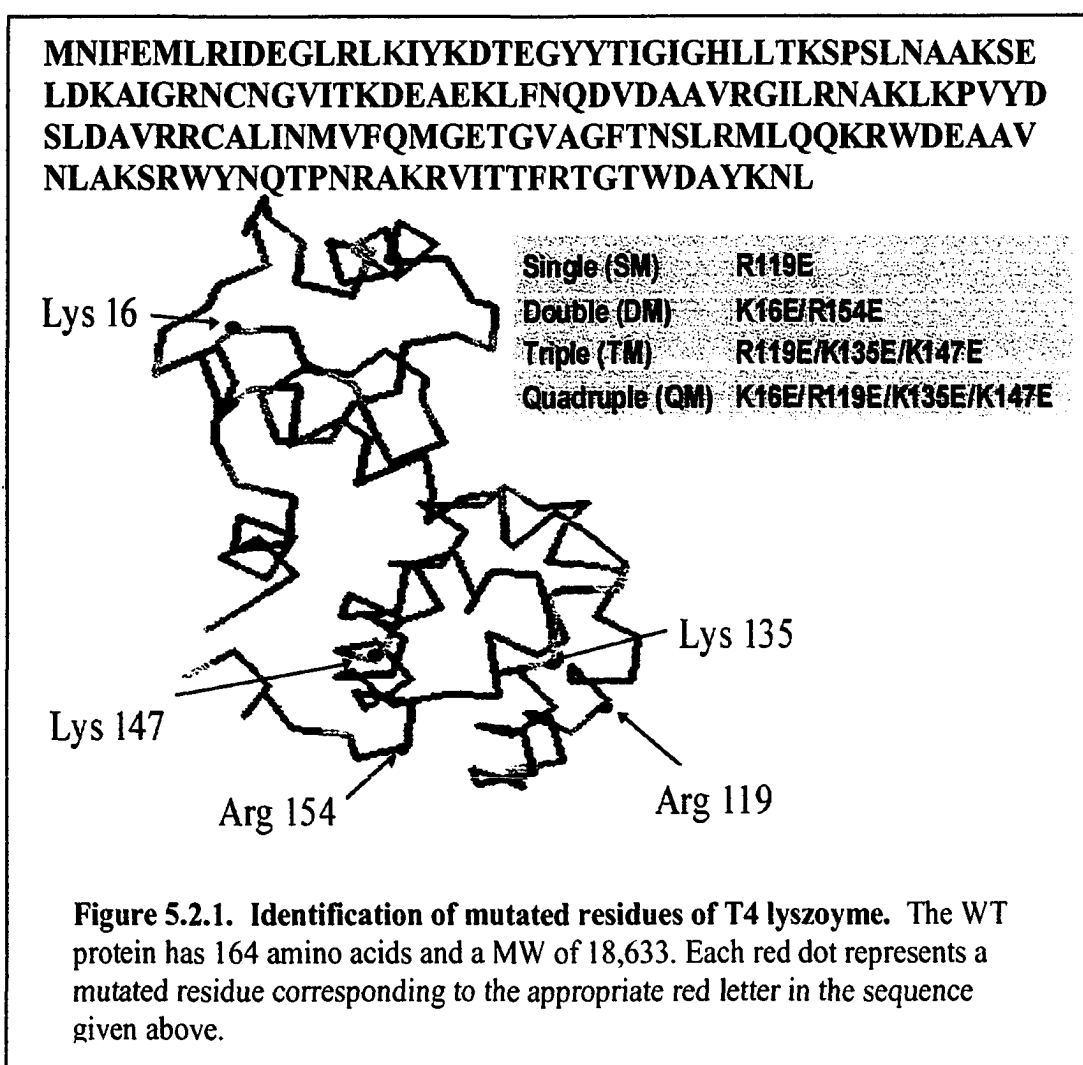 MNIFEMLRIDEGLRLKIYKDTEGYYTIGIGHLLTKSPSLNAAKSE
LDKAIGRNCNGVITKDEAEKLFNQDVDAAVRGILRNAKLKPVYD
SLDAVRRCALINMVFQMGETGVAGFTNSLRMLQQKRWDEAAV
NLAKSRWYNQTPNRAKRVITTFRTGTWDAYKNL
Single (SM) R119E
Double (DM) K16E/R154E
Triple (TM) R119E/K135E/K147E
Quadruple (QM) K16E/R119E/K135E/K147E
Lys 16
Lys 135
Lys 147
Arg 154
Arg 119
Figure 5.2.1. Identification of mutated residues of T4 lyszoyme. The WT
protein has 164 amino acids and a MW of 18,633. Each red dot represents a
mutated residue corresponding to the appropriate red letter in the sequence
given above.